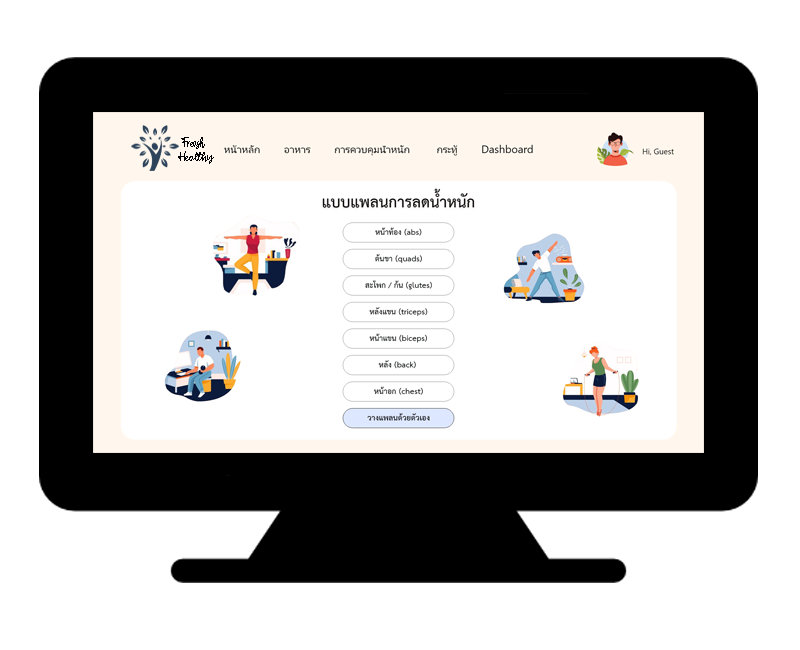 Fresh
Healthy
หน้าหลัก
อาหาร
การควบคุมน้ำหนัก
กระทู้
Dashboard
Hi, Guest
แบบแพลนการลดน้ำหนัก
หน้าท้อง (abs)
ต้นขา (quads)
สะโพก / ก้น (glutes)
หลังแขน (triceps)
หน้าแขน (biceps)
หลัง (back)
หน้าอก (chest)
วางแพลนด้วยตัวเอง